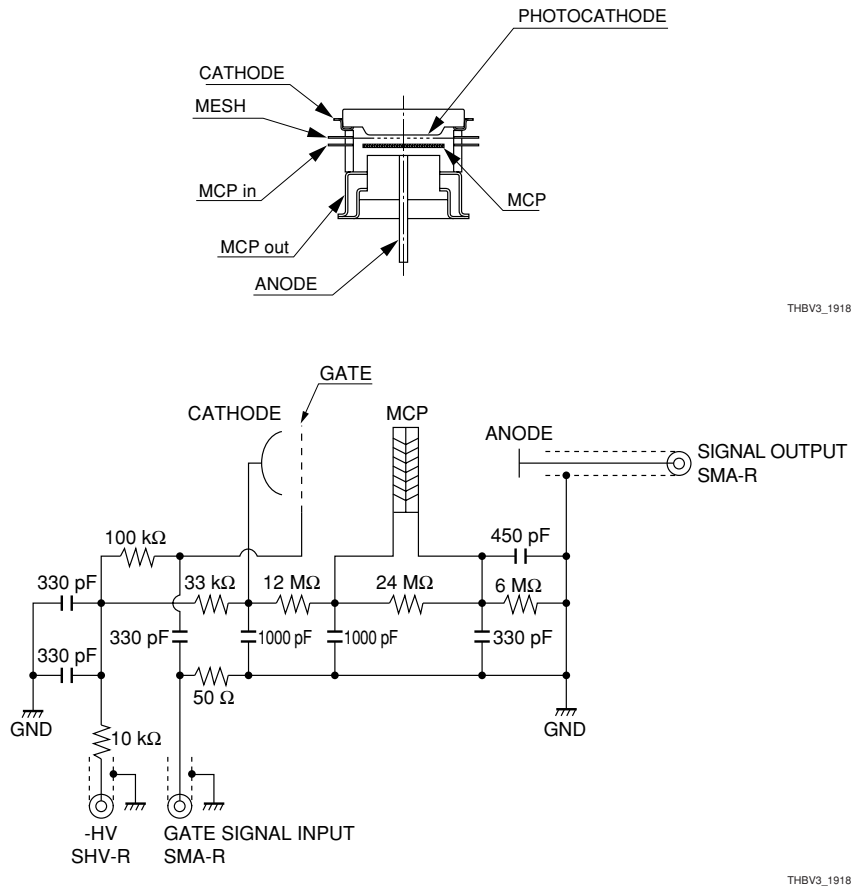 PHOTOCATHODE
CATHODE
MESH
MCP in
MCP
MCP out
ANODE
THBV3_1918
GATE
CATHODE
MCP
ANODE
SIGNAL OUTPUT
SMA-R
100 kΩ
450 pF
330 pF
33 kΩ
12 MΩ
24 MΩ
6 MΩ
330 pF
330 pF
1000 pF
1000 pF
330 pF
50 Ω
GND
GND
10 kΩ
-HV
SHV-R
GATE SIGNAL INPUT
SMA-R
THBV3_1918